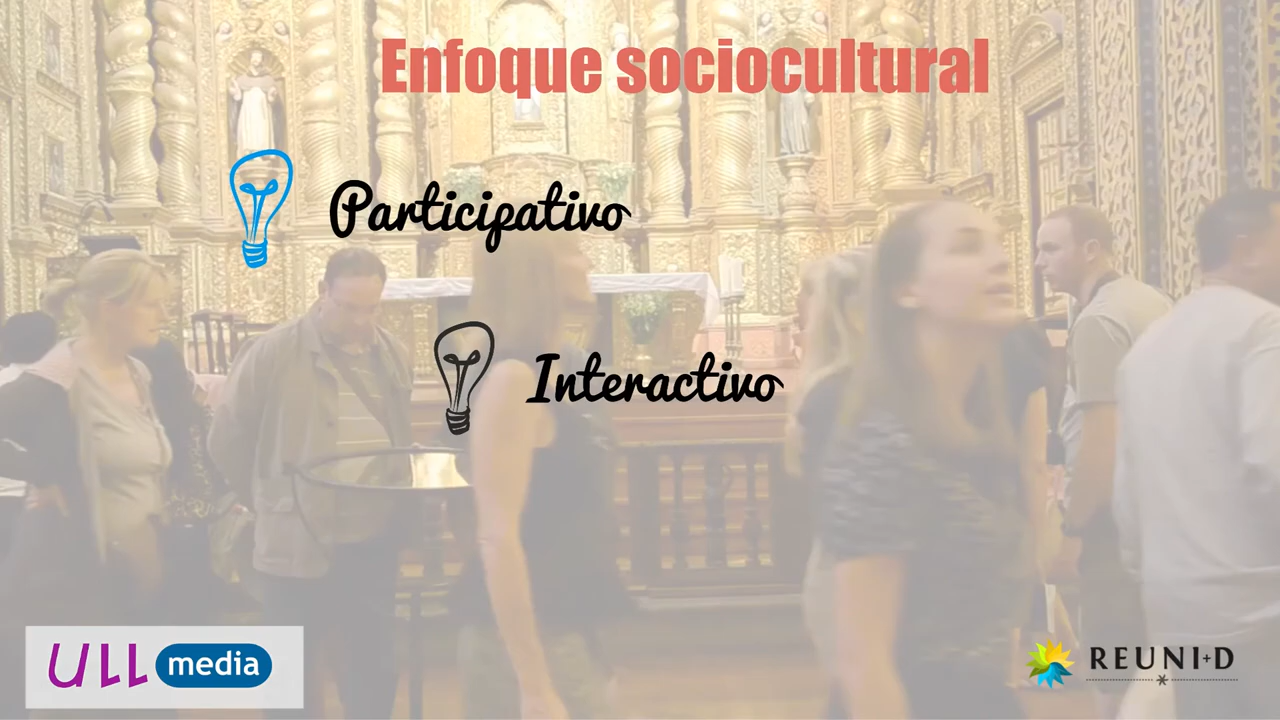 Enfoque sociocultural
Participativo
Interactivo
ULL media
REUNI+D